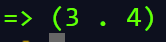 => (3 . 4)